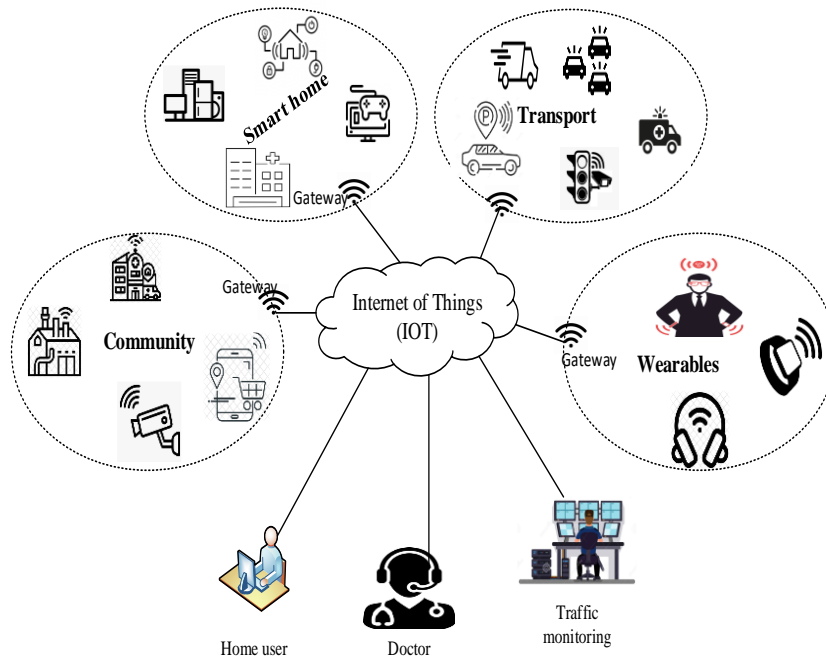 Smart home
Gateway
P
Transport
Gateway
Community
Internet of Things
(IOT)
Gateway
Wearables
Home user
Doctor
Traffic
monitoring